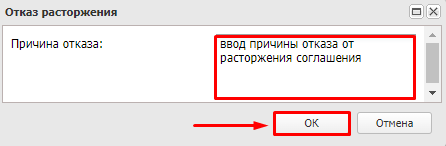 Отказ расторжения
Причина отказа:
ввод причины отказа от
расторжения соглашения
ОК
Отмена